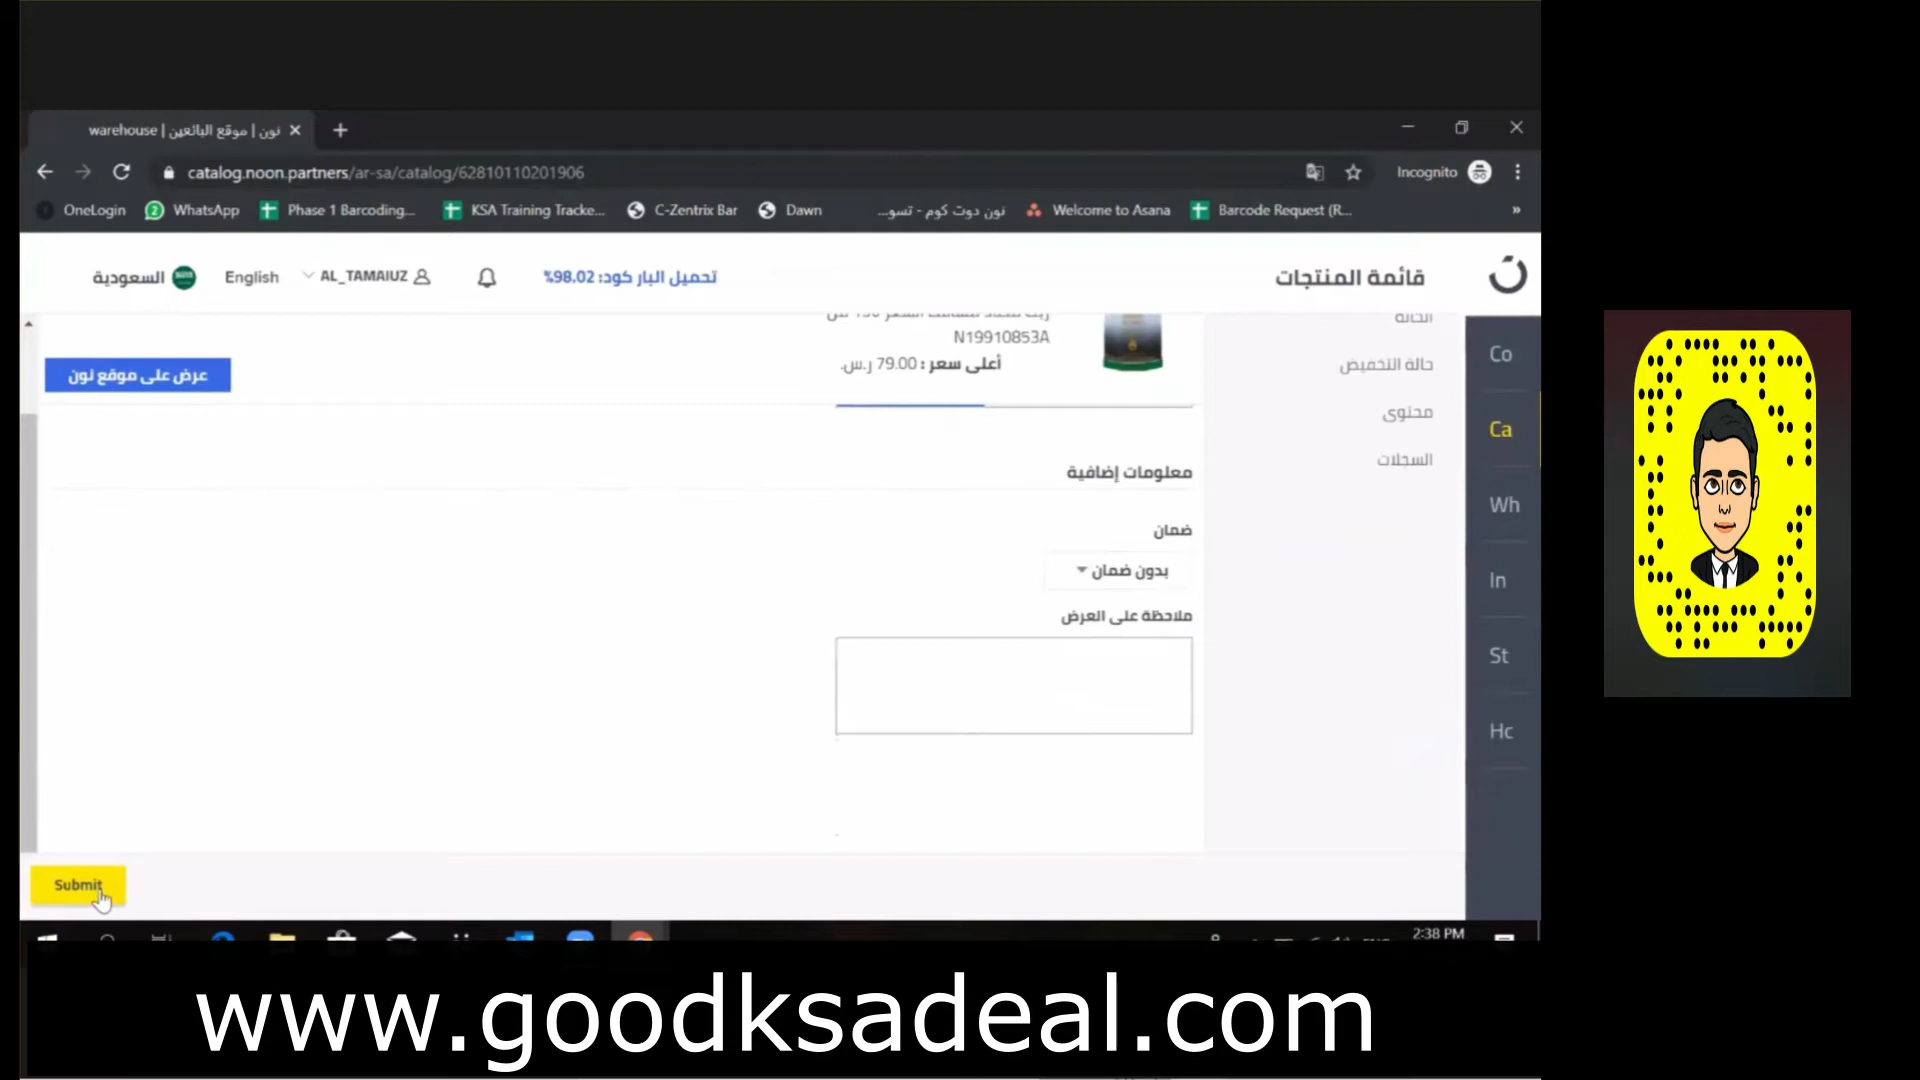 warehouse | نون | موقع البائعين
catalog.noon.partners/ar-sa/catalog/62810110201906
Incognito
OneLogin
WhatsApp
Phase 1 Barcoding...
KSA Training Tracke...
C-Zentrix Bar
Dawn
نون دوت كوم - تسو...
Welcome to Asana
Barcode Request (R...
»
قائمة المنتجات
تحميل البار كود: 98.02%
AL_TAMAIUZ
English
السعودية
الحالة
حالة التخفيض
محتوى
السجلات
Co
Ca
Wh
In
St
Hc
N19910853A
أعلى سعر : 79.00 ر.س.
عرض على موقع نون
معلومات إضافية
ضمان
بدون ضمان
ملاحظة على العرض
Submit
2:38 PM
www.goodksadeal.com